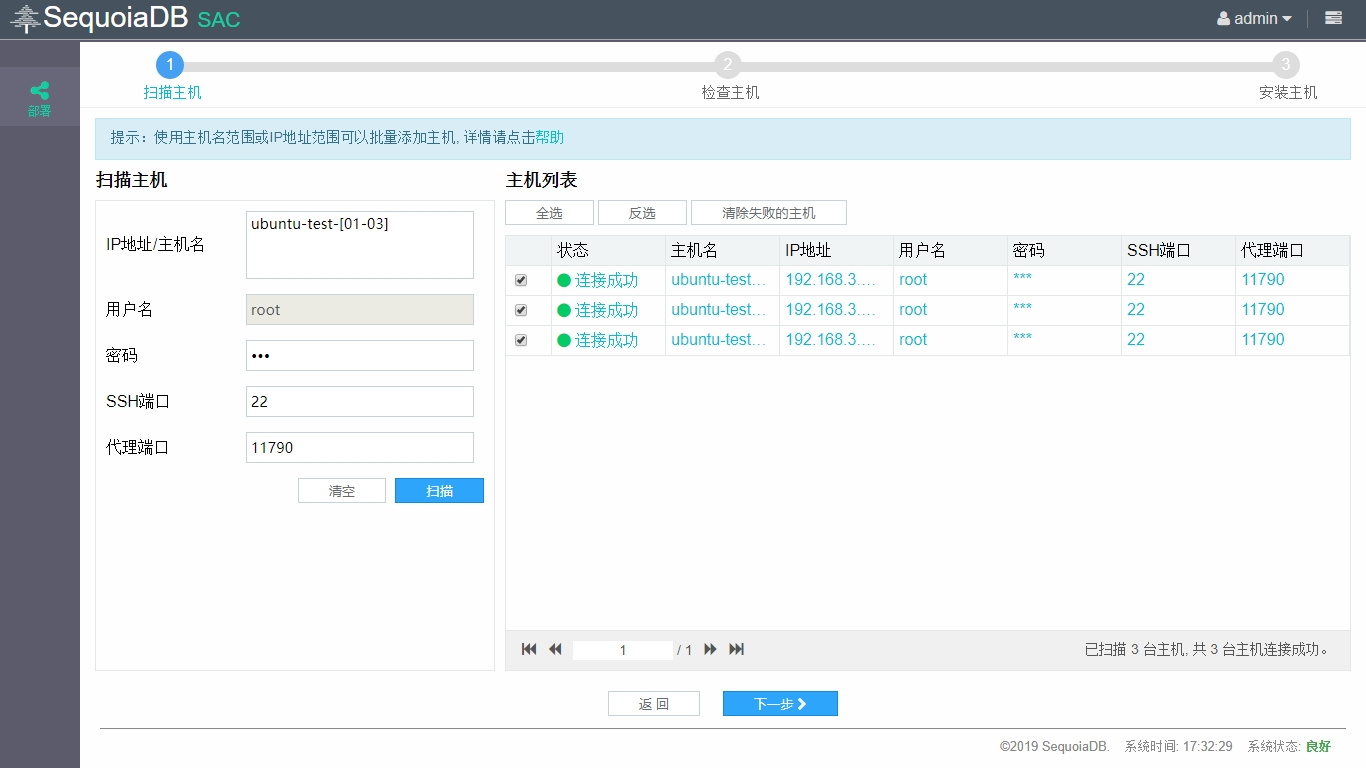 SequoiaDB SAC
admin
部署
1 2 3
扫描主机 检查主机 安装主机
提示：使用主机名范围或IP地址范围可以批量添加主机, 详情请点击帮助
扫描主机
IP地址/主机名 ubuntu-test-[01-03]
用户名 root
密码 •••
SSH端口 22
代理端口 11790
清空 扫描
主机列表
全选 反选 清除失败的主机
状态 主机名 IP地址 用户名 密码 SSH端口 代理端口
连接成功 ubuntu-test... 192.168.3.... root *** 22 11790
连接成功 ubuntu-test... 192.168.3.... root *** 22 11790
连接成功 ubuntu-test... 192.168.3.... root *** 22 11790
1 / 1 已扫描 3 台主机, 共 3 台主机连接成功。
返 回 下一步
©2019 SequoiaDB. 系统时间: 17:32:29 系统状态: 良好